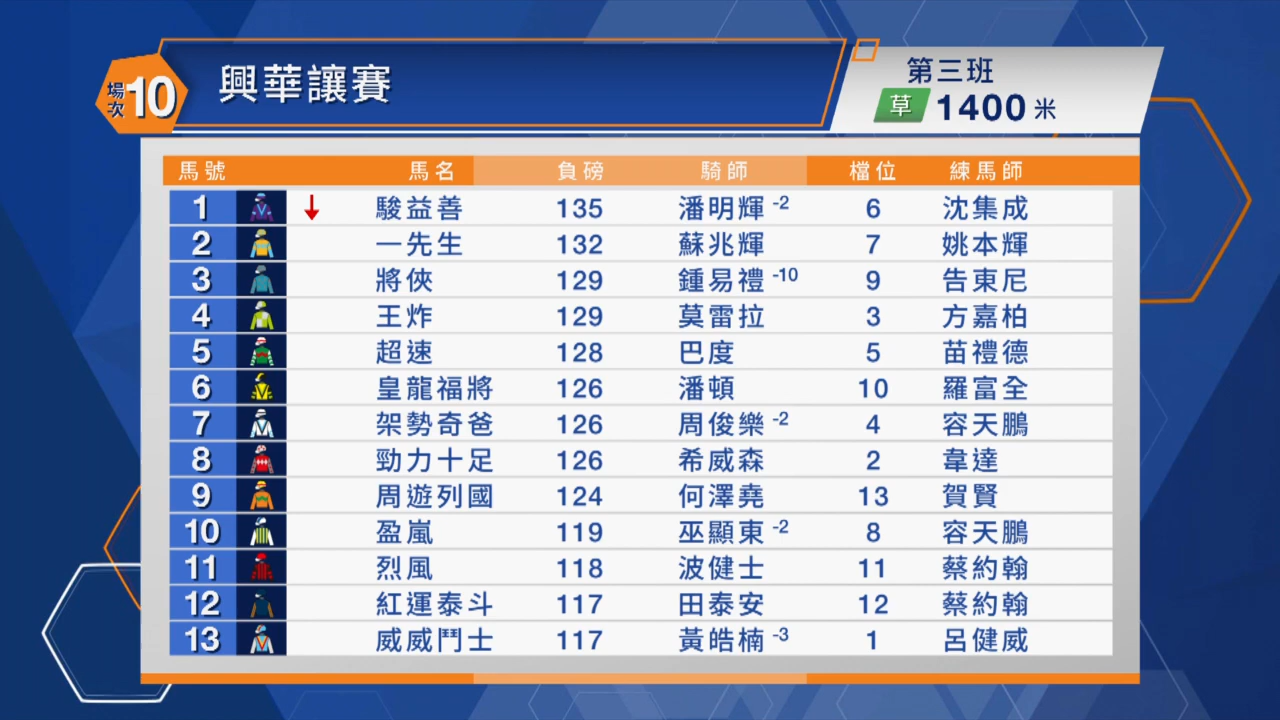 場次 10 興華讓賽
第三班
草 1400 米
馬號 馬名 負磅 騎師 檔位 練馬師
1 ↓ 駿益善 135 潘明輝 -2 6 沈集成
2 一先生 132 蘇兆輝 7 姚本輝
3 將俠 129 鍾易禮 -10 9 告東尼
4 王炸 129 莫雷拉 3 方嘉柏
5 超速 128 巴度 5 苗禮德
6 皇龍福將 126 潘頓 10 羅富全
7 架勢奇爸 126 周俊樂 -2 4 容天鵬
8 勁力十足 126 希威森 2 韋達
9 周遊列國 124 何澤堯 13 賀賢
10 盈嵐 119 巫顯東 -2 8 容天鵬
11 烈風 118 波健士 11 蔡約翰
12 紅運泰斗 117 田泰安 12 蔡約翰
13 威威鬥士 117 黃皓楠 -3 1 呂健威